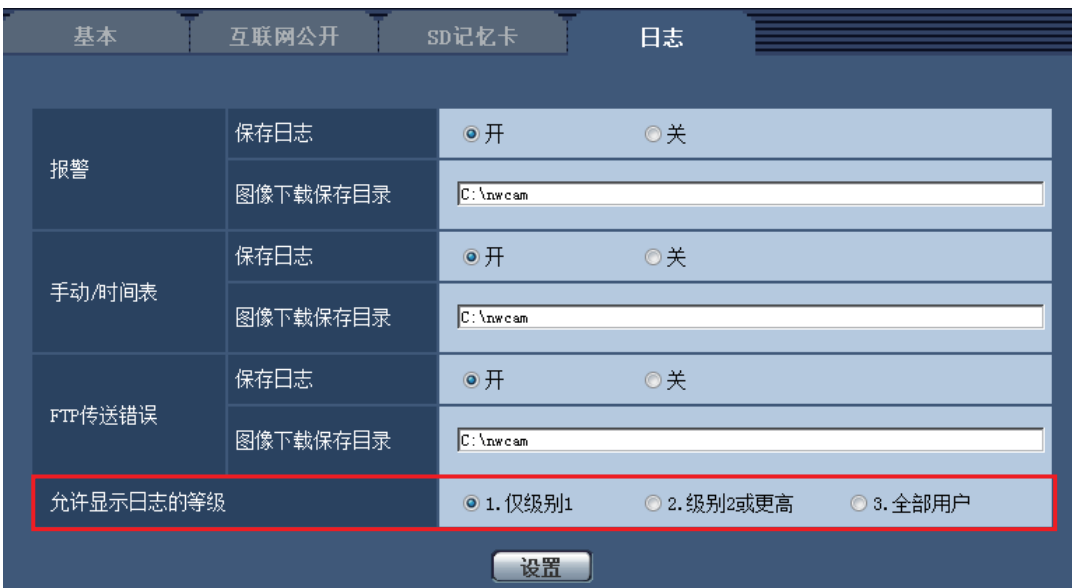 基本 互联网公开 SD记忆卡 日志
报警 保存日志 开 关
图像下载保存目录 C:\nwcam
手动/时间表 保存日志 开 关
图像下载保存目录 C:\nwcam
FTP传送错误 保存日志 开 关
图像下载保存目录 C:\nwcam
允许显示日志的等级 1.仅级别1 2.级别2或更高 3.全部用户
设置